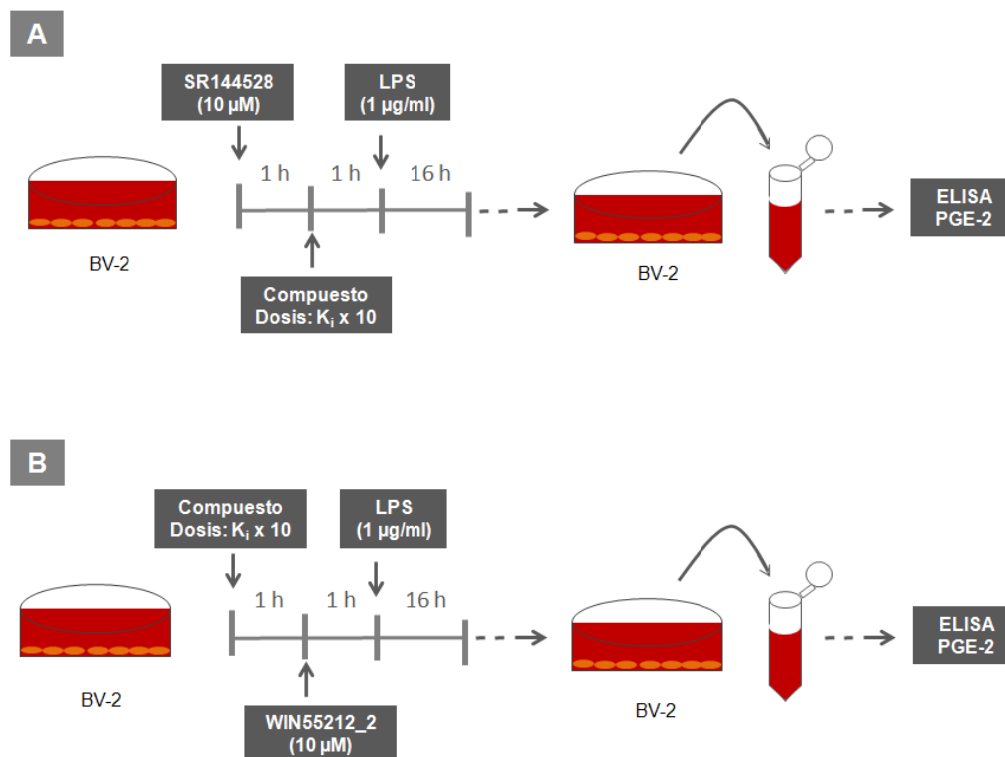 A
SR144528
(10 µM)
LPS
(1 µg/ml)
1 h
1 h
16 h
BV-2
Compuesto
Dosis: Ki x 10
BV-2
ELISA
PGE-2
B
Compuesto
Dosis: Ki x 10
LPS
(1 µg/ml)
1 h
1 h
16 h
BV-2
WIN55212_2
(10 µM)
BV-2
ELISA
PGE-2